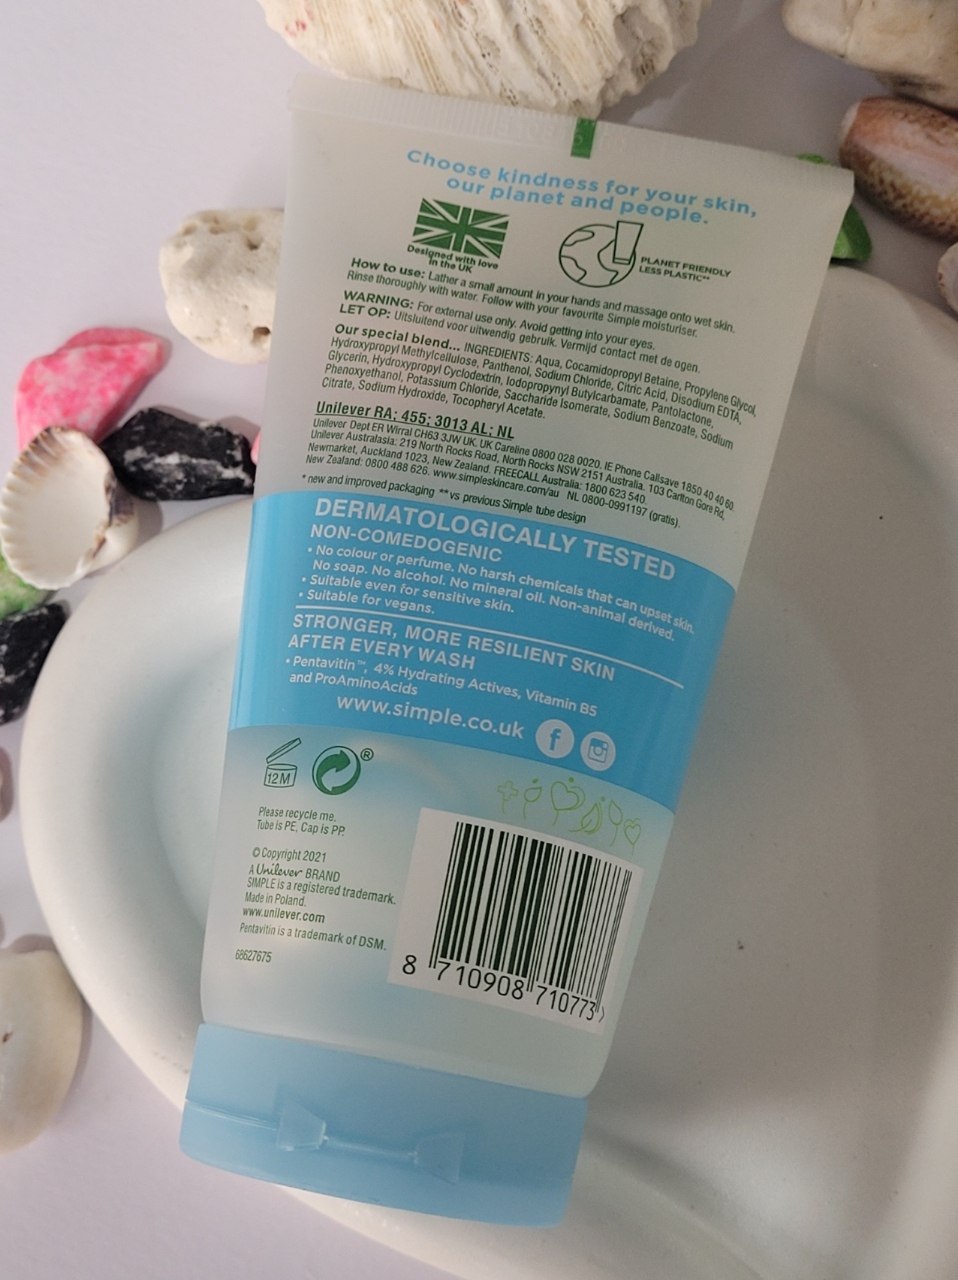 Choose kindness for your skin,
our planet and people.
Designed with love
in the UK
PLANET FRIENDLY
LESS PLASTIC**
How to use: Lather a small amount in your hands and massage onto wet skin.
Rinse thoroughly with water. Follow with your favourite Simple moisturiser.
WARNING: For external use only. Avoid getting into your eyes.
LET OP: Uitsluitend voor uitwendig gebruik. Vermijd contact met de ogen.
Our special blend... INGREDIENTS: Aqua, Cocamidopropyl Betaine, Propylene Glycol,
Hydroxypropyl Methylcellulose, Panthenol, Sodium Chloride, Citric Acid, Disodium EDTA,
Glycerin, Hydroxypropyl Cyclodextrin, Iodopropynyl Butylcarbamate, Pantolactone,
Phenoxyethanol, Potassium Chloride, Saccharide Isomerate, Sodium Benzoate, Sodium
Citrate, Sodium Hydroxide, Tocopheryl Acetate.
Unilever RA; 455; 3013 AL; NL
Unilever Dept ER Wirral CH63 3JW UK. UK Careline 0800 028 0020. IE Phone Callsave 1850 40 40 60.
Unilever Australasia: 219 North Rocks Road, North Rocks NSW 2151 Australia. 103 Carlton Gore Rd,
Newmarket, Auckland 1023, New Zealand. FREECALL Australia: 1800 623 540
New Zealand: 0800 488 626. www.simpleskincare.com/au NL 0800-0991197 (gratis).
* new and improved packaging ** vs previous Simple tube design
DERMATOLOGICALLY TESTED
NON-COMEDOGENIC
• No colour or perfume. No harsh chemicals that can upset skin.
No soap. No alcohol. No mineral oil. Non-animal derived.
• Suitable even for sensitive skin.
• Suitable for vegans.
STRONGER, MORE RESILIENT SKIN
AFTER EVERY WASH
• Pentavitin™, 4% Hydrating Actives, Vitamin B5
and ProAminoAcids
www.simple.co.uk
12M
®
Please recycle me.
Tube is PE, Cap is PP.
© Copyright 2021
A Unilever BRAND
SIMPLE is a registered trademark.
Made in Poland.
www.unilever.com
Pentavitin is a trademark of DSM.
68627675
8 710908 710773 >